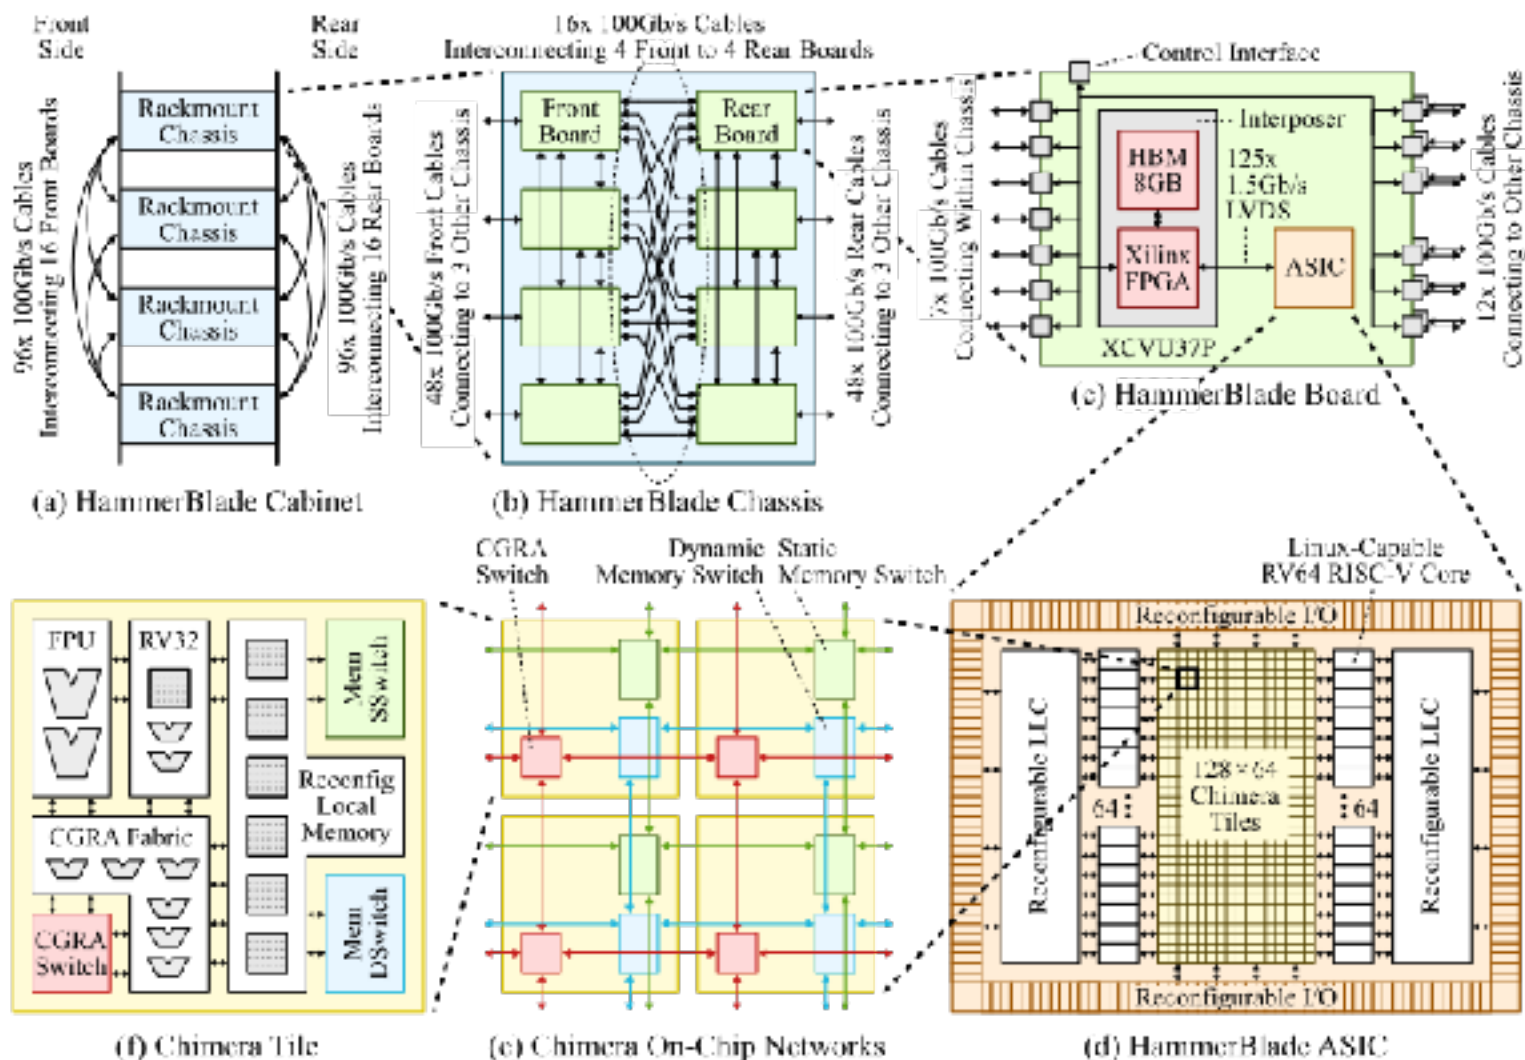 Front
Side
Rear
Side
96x 100Gb/s Cables
Interconnecting 16 Front Boards
Rackmount
Chassis
Rackmount
Chassis
Rackmount
Chassis
Rackmount
Chassis
96x 100Gb/s Cables
Interconnecting 16 Rear Boards
(a) HammerBlade Cabinet
16x 100Gb/s Cables
Interconnecting 4 Front to 4 Rear Boards
48x 100Gb/s Front Cables
Connecting to 3 Other Chassis
Front
Board
Rear
Board
48x 100Gb/s Rear Cables
Connecting to 3 Other Chassis
(b) HammerBlade Chassis
Control Interface
7x 100Gb/s Cables
Connecting Within Chassis
Interposer
HBM
8GB
125x
1.5Gb/s
LVDS
Xilinx
FPGA
ASIC
XCVU37P
12x 100Gb/s Cables
Connecting to Other Chassis
(c) HammerBlade Board
FPU
RV32
Mem
SSwitch
Reconfig
Local
Memory
CGRA Fabric
CGRA
Switch
Mem
DSwitch
(f) Chimera Tile
CGRA
Switch
Dynamic
Memory Switch
Static
Memory Switch
(e) Chimera On-Chip Networks
Linux-Capable
RV64 RISC-V Core
Reconfigurable I/O
Reconfigurable LLC
64
128×64
Chimera
Tiles
64
Reconfigurable LLC
Reconfigurable I/O
(d) HammerBlade ASIC